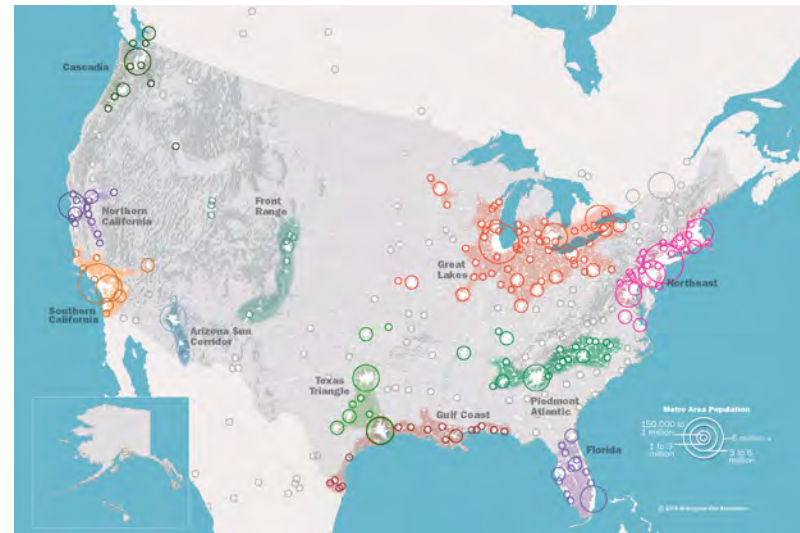 Cascadia
Northern
California
Front
Range
Great
Lakes
Northeast
Southern
California
Arizona Sun
Corridor
Texas
Triangle
Gulf Coast
Piedmont
Atlantic
Florida
Metro Area Population
150,000 to
1 million
1 to 3
million
6 million +
3 to 6
million